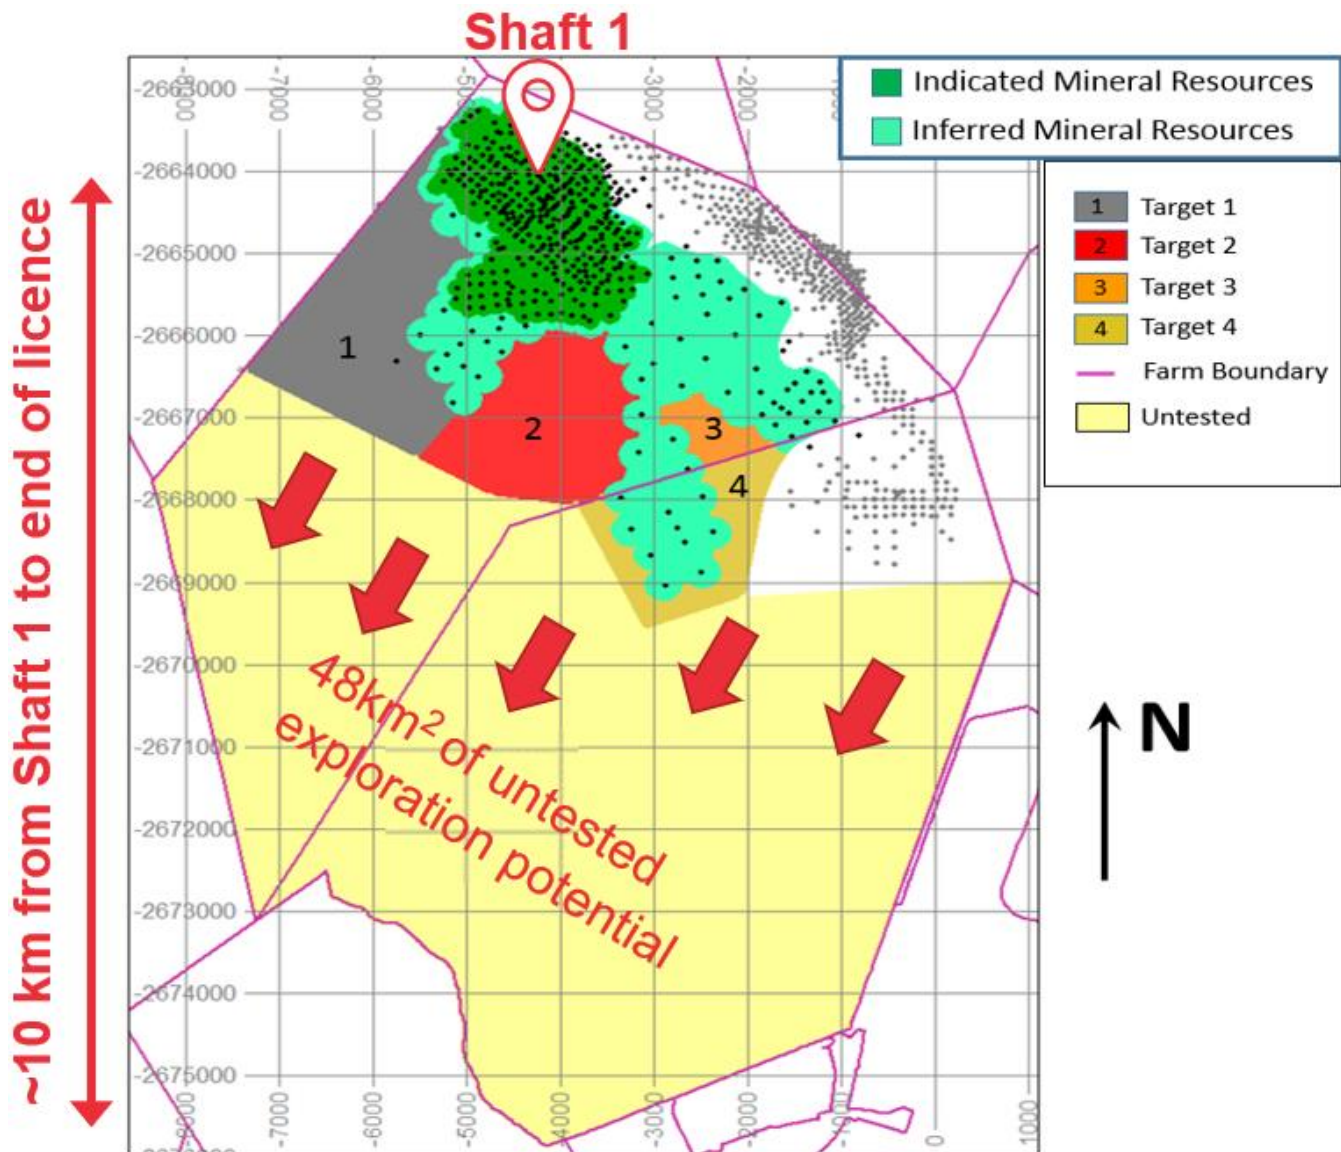 Shaft 1
Indicated Mineral Resources
Inferred Mineral Resources
1 Target 1
2 Target 2
3 Target 3
4 Target 4
Farm Boundary
Untested
~10 km from Shaft 1 to end of licence
-7000
-6000
-3000
-2000
-2664000
-2665000
-2666000
-2667000
-2668000
-2669000
-2670000
-2671000
-2672000
-2673000
-2674000
-2675000
1
2
3
4
48km² of untested
exploration potential
N
-7000
-6000
-5000
-4000
-3000
-2000
-1000
0
1000